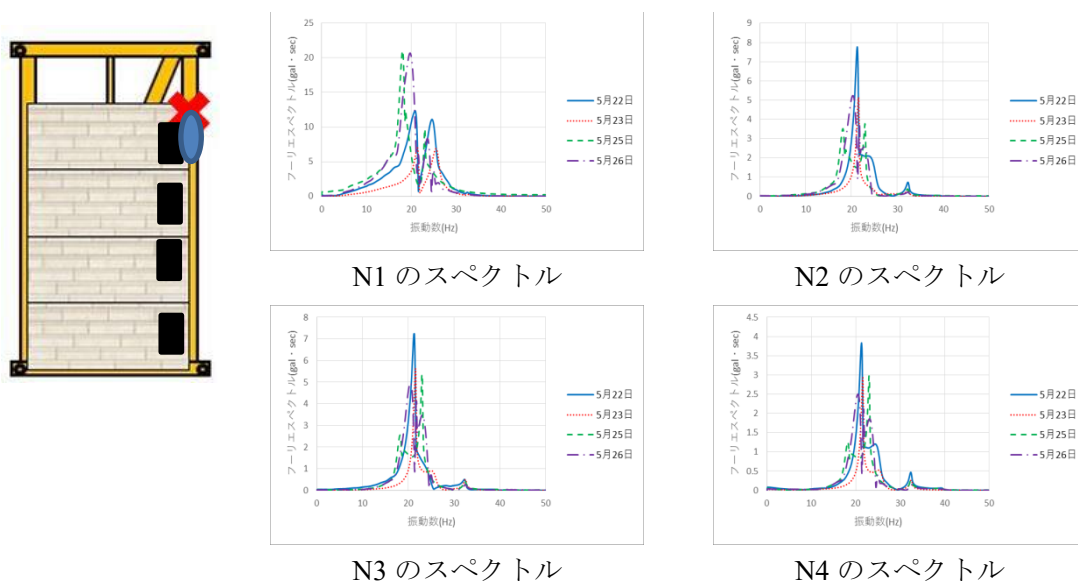 25
20
15
10
5
0
フーリエスペクトル(gal・sec)
0 10 20 30 40 50
振動数(Hz)
5月22日
5月23日
5月25日
5月26日
N1 のスペクトル
9
8
7
6
5
4
3
2
1
0
フーリエスペクトル(gal・sec)
0 10 20 30 40 50
振動数(Hz)
5月22日
5月23日
5月25日
5月26日
N2 のスペクトル
8
7
6
5
4
3
2
1
0
フーリエスペクトル(gal・sec)
0 10 20 30 40 50
振動数(Hz)
5月22日
5月23日
5月25日
5月26日
N3 のスペクトル
4.5
4
3.5
3
2.5
2
1.5
1
0.5
0
フーリエスペクトル(gal・sec)
0 10 20 30 40 50
振動数(Hz)
5月22日
5月23日
5月25日
5月26日
N4 のスペクトル